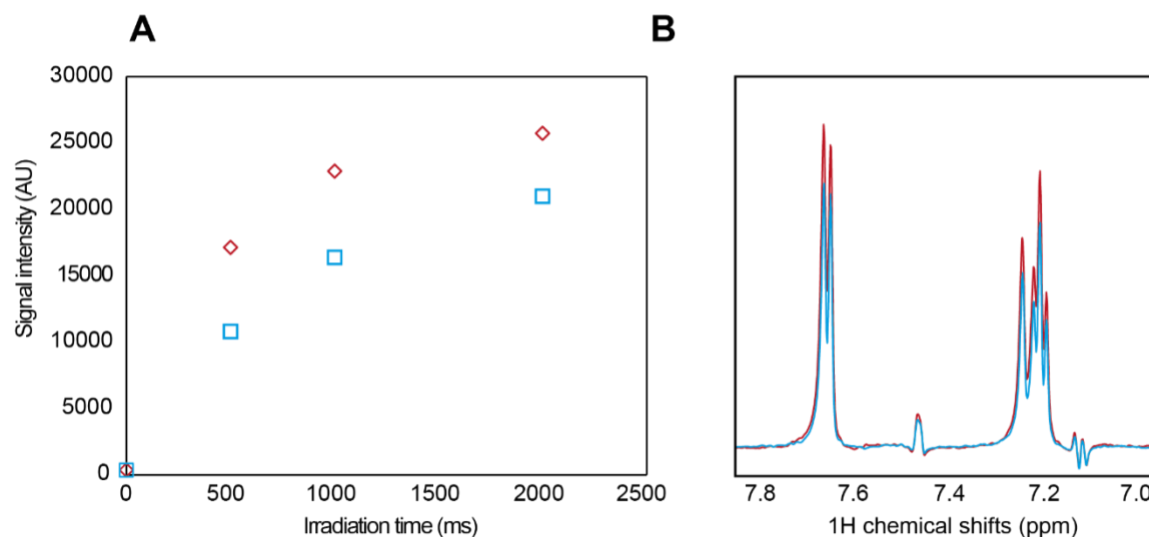 A
B
30000
25000
20000
15000
10000
5000
0
Signal intensity (AU)
0 500 1000 1500 2000 2500
Irradiation time (ms)
7.8 7.6 7.4 7.2 7.0
1H chemical shifts (ppm)